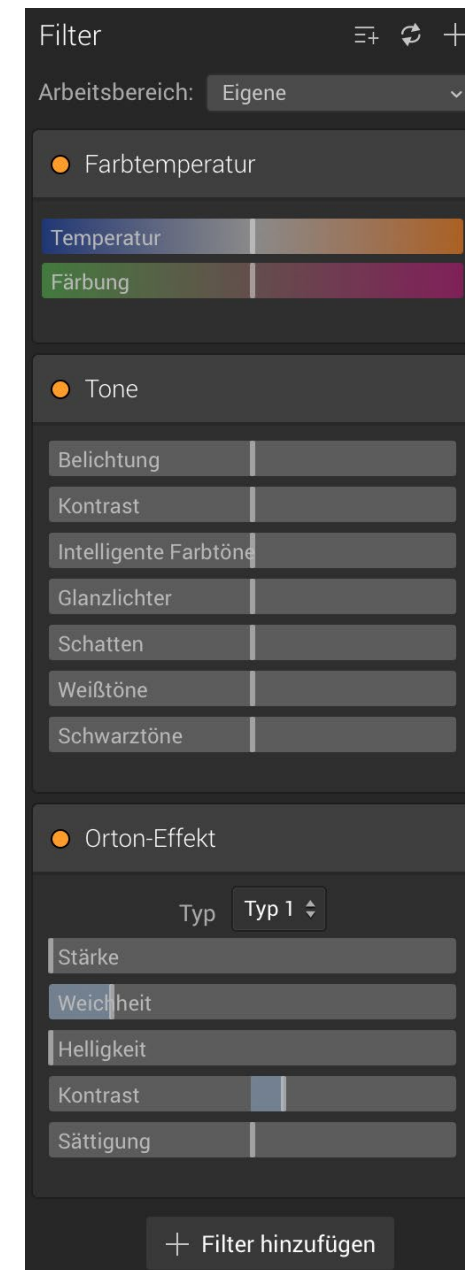 Filter
Arbeitsbereich: Eigene
Farbtemperatur
Temperatur
Färbung
Tone
Belichtung
Kontrast
Intelligente Farbtöne
Glanzlichter
Schatten
Weißtöne
Schwarztöne
Orton-Effekt
Typ Typ 1
Stärke
Weichheit
Helligkeit
Kontrast
Sättigung
Filter hinzufügen